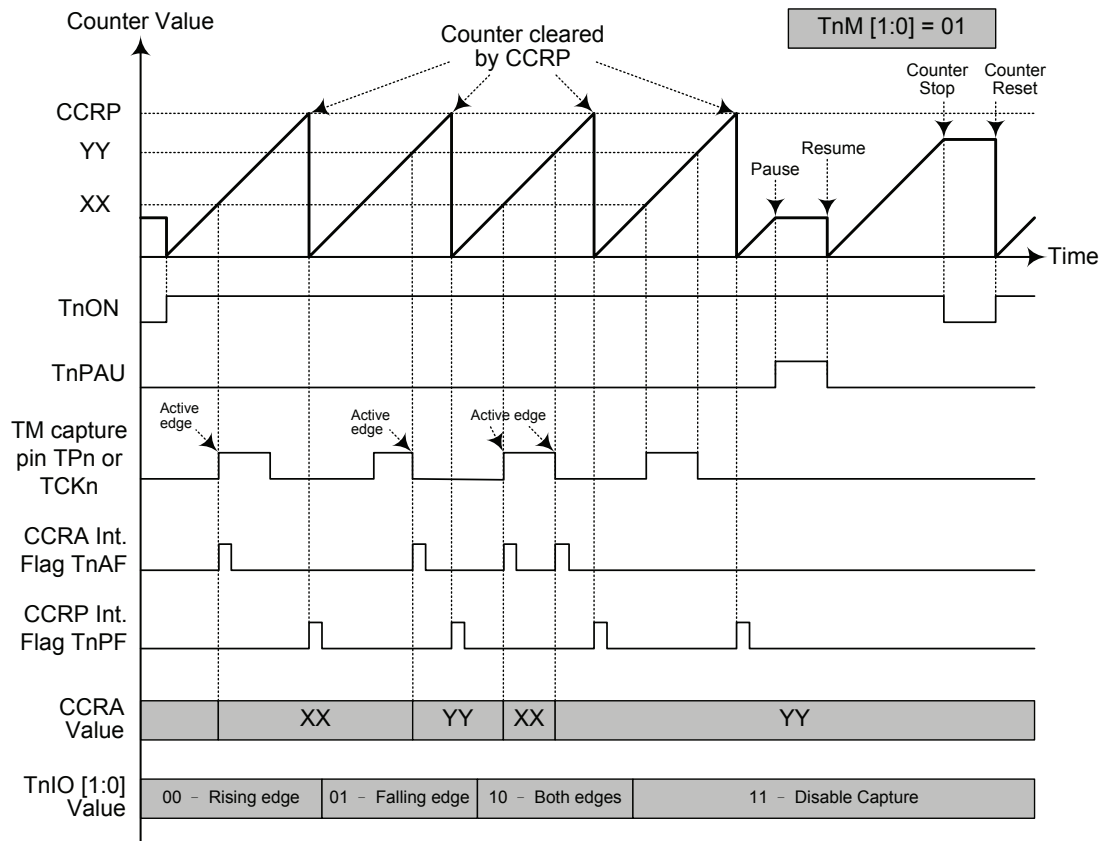 Counter Value
TnM [1:0] = 01
Counter cleared
by CCRP
Counter
Stop
Counter
Reset
CCRP
YY
XX
Pause
Resume
Time
TnON
TnPAU
TM capture
pin TPn or
TCKn
Active
edge
Active
edge
Active edge
CCRA Int.
Flag TnAF
CCRP Int.
Flag TnPF
CCRA
Value
XX
YY
XX
YY
TnIO [1:0]
Value
00 – Rising edge
01 – Falling edge
10 – Both edges
11 – Disable Capture